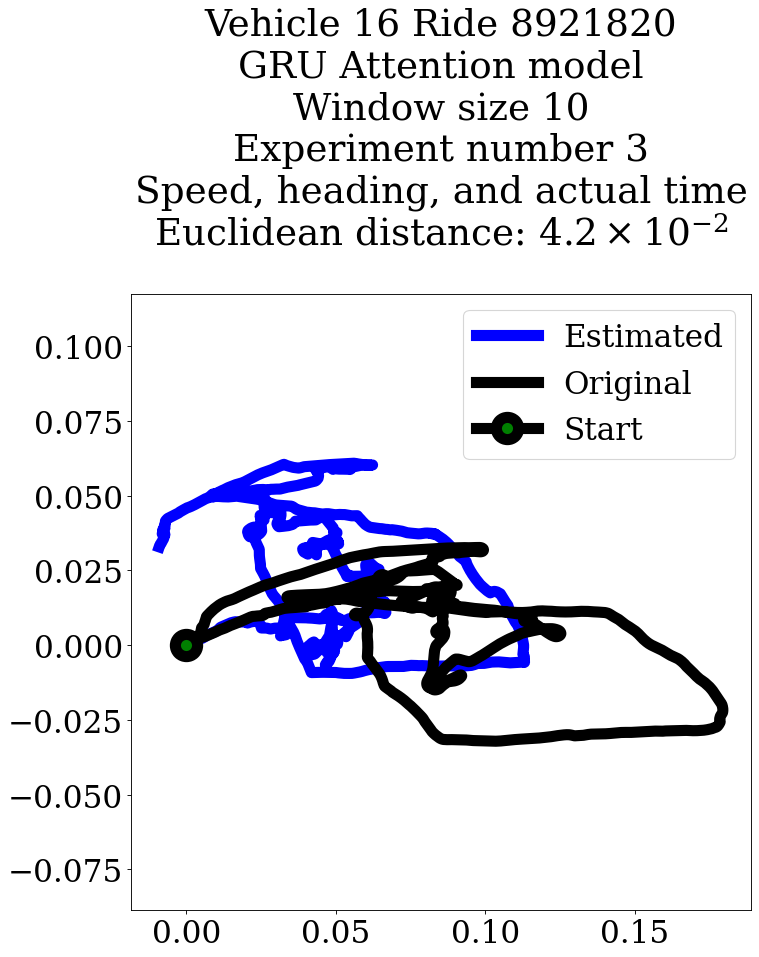 Vehicle 16 Ride 8921820
GRU Attention model
Window size 10
Experiment number 3
Speed, heading, and actual time
Euclidean distance: 4.2 × 10⁻²
Estimated
Original
Start
0.100
0.075
0.050
0.025
0.000
−0.025
−0.050
−0.075
0.00 0.05 0.10 0.15